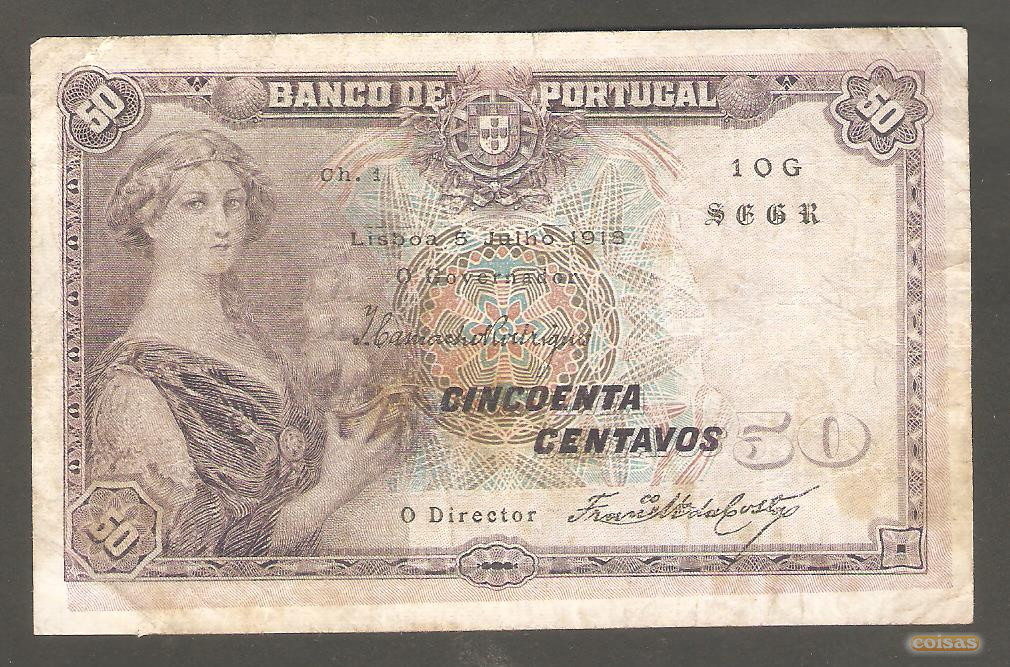 50
BANCO DE PORTUGAL
50
Ch. 1
10G
SEGR
Lisboa 5 Julho 1918
O Governador
CINCOENTA
CENTAVOS
50
O Director
50
coisas